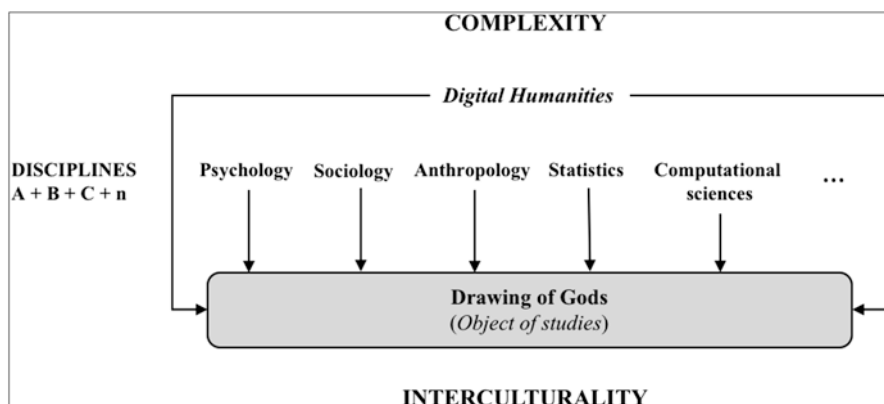 COMPLEXITY
Digital Humanities
DISCIPLINES
A + B + C + n
Psychology
Sociology
Anthropology
Statistics
Computational
sciences
...
Drawing of Gods
(Object of studies)
INTERCULTURALITY